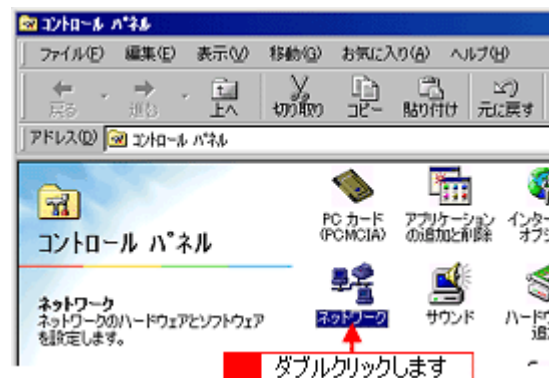 コントロール パネル
ファイル(F) 編集(E) 表示(V) 移動(G) お気に入り(A) ヘルプ(H)
戻る 進む 上へ 切り取り コピー 貼り付け 元に戻す
アドレス(D) コントロール パネル
コントロール パネル
PC カード
(PCMCIA)
アプリケーション
の追加と削除
ネットワーク
ネットワークのハードウェアとソフトウェア
を設定します。
ネットワーク
サウンド
ダブルクリックします